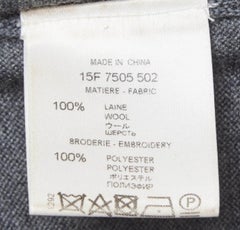 MADE IN CHINA
15F 7505 502
MATIERE - FABRIC
100% LAINE
WOOL
ウール
ШЕРСТЬ
BRODERIE - EMBROIDERY
100% POLYESTER
POLYESTER
ポリエステル
ПОЛИЭФИР
0292
P